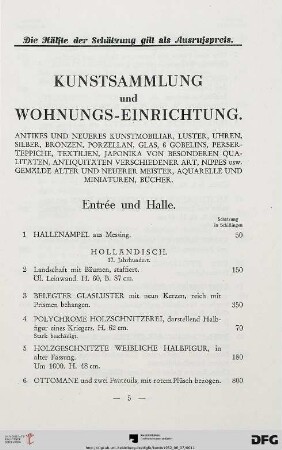 Die Hälfte der Schätzung gilt als Ausrufspreis.
KUNSTSAMMLUNG
und
WOHNUNGS-EINRICHTUNG.
ANTIKES UND NEUERES KUNSTMOBILIAR, LUSTER, UHREN,
SILBER, BRONZEN, PORZELLAN, GLAS, 6 GOBELINS, PERSER-
TEPPICHE, TEXTILIEN, JAPONIKA VON BESONDEREN QUA-
LITÄTEN, ANTIQUITÄTEN VERSCHIEDENER ART, NIPPES usw.
GEMÄLDE ALTER UND NEUERER MEISTER, AQUARELLE UND
MINIATUREN, BÜCHER.
Entrée und Halle.
Schätzung
in Schillingen
1 HALLENAMPEL aus Messing. 50
HOLLÄNDISCH.
17. Jahrhundert.
2 Landschaft mit Bäumen, staffiert. 150
Öl. Leinwand. H. 60, B. 87 cm.
3 BELEGTER GLASLUSTER mit neun Kerzen, reich mit
Prismen behangen. 350
4 POLYCHROME HOLZSCHNITZEREI, darstellend Halb-
figur eines Kriegers. H. 62 cm. 70
Stark beschädigt.
5 HOLZGESCHNITZTE WEIBLICHE HALBFIGUR, in
alter Fassung. 180
Um 1600. H. 48 cm.
6 OTTOMANE und zwei Fauteuils, mit rotem Plüsch bezogen. 800
— 5 —
UNIVERSITÄTS-
BIBLIOTHEK
HEIDELBERG
DFG